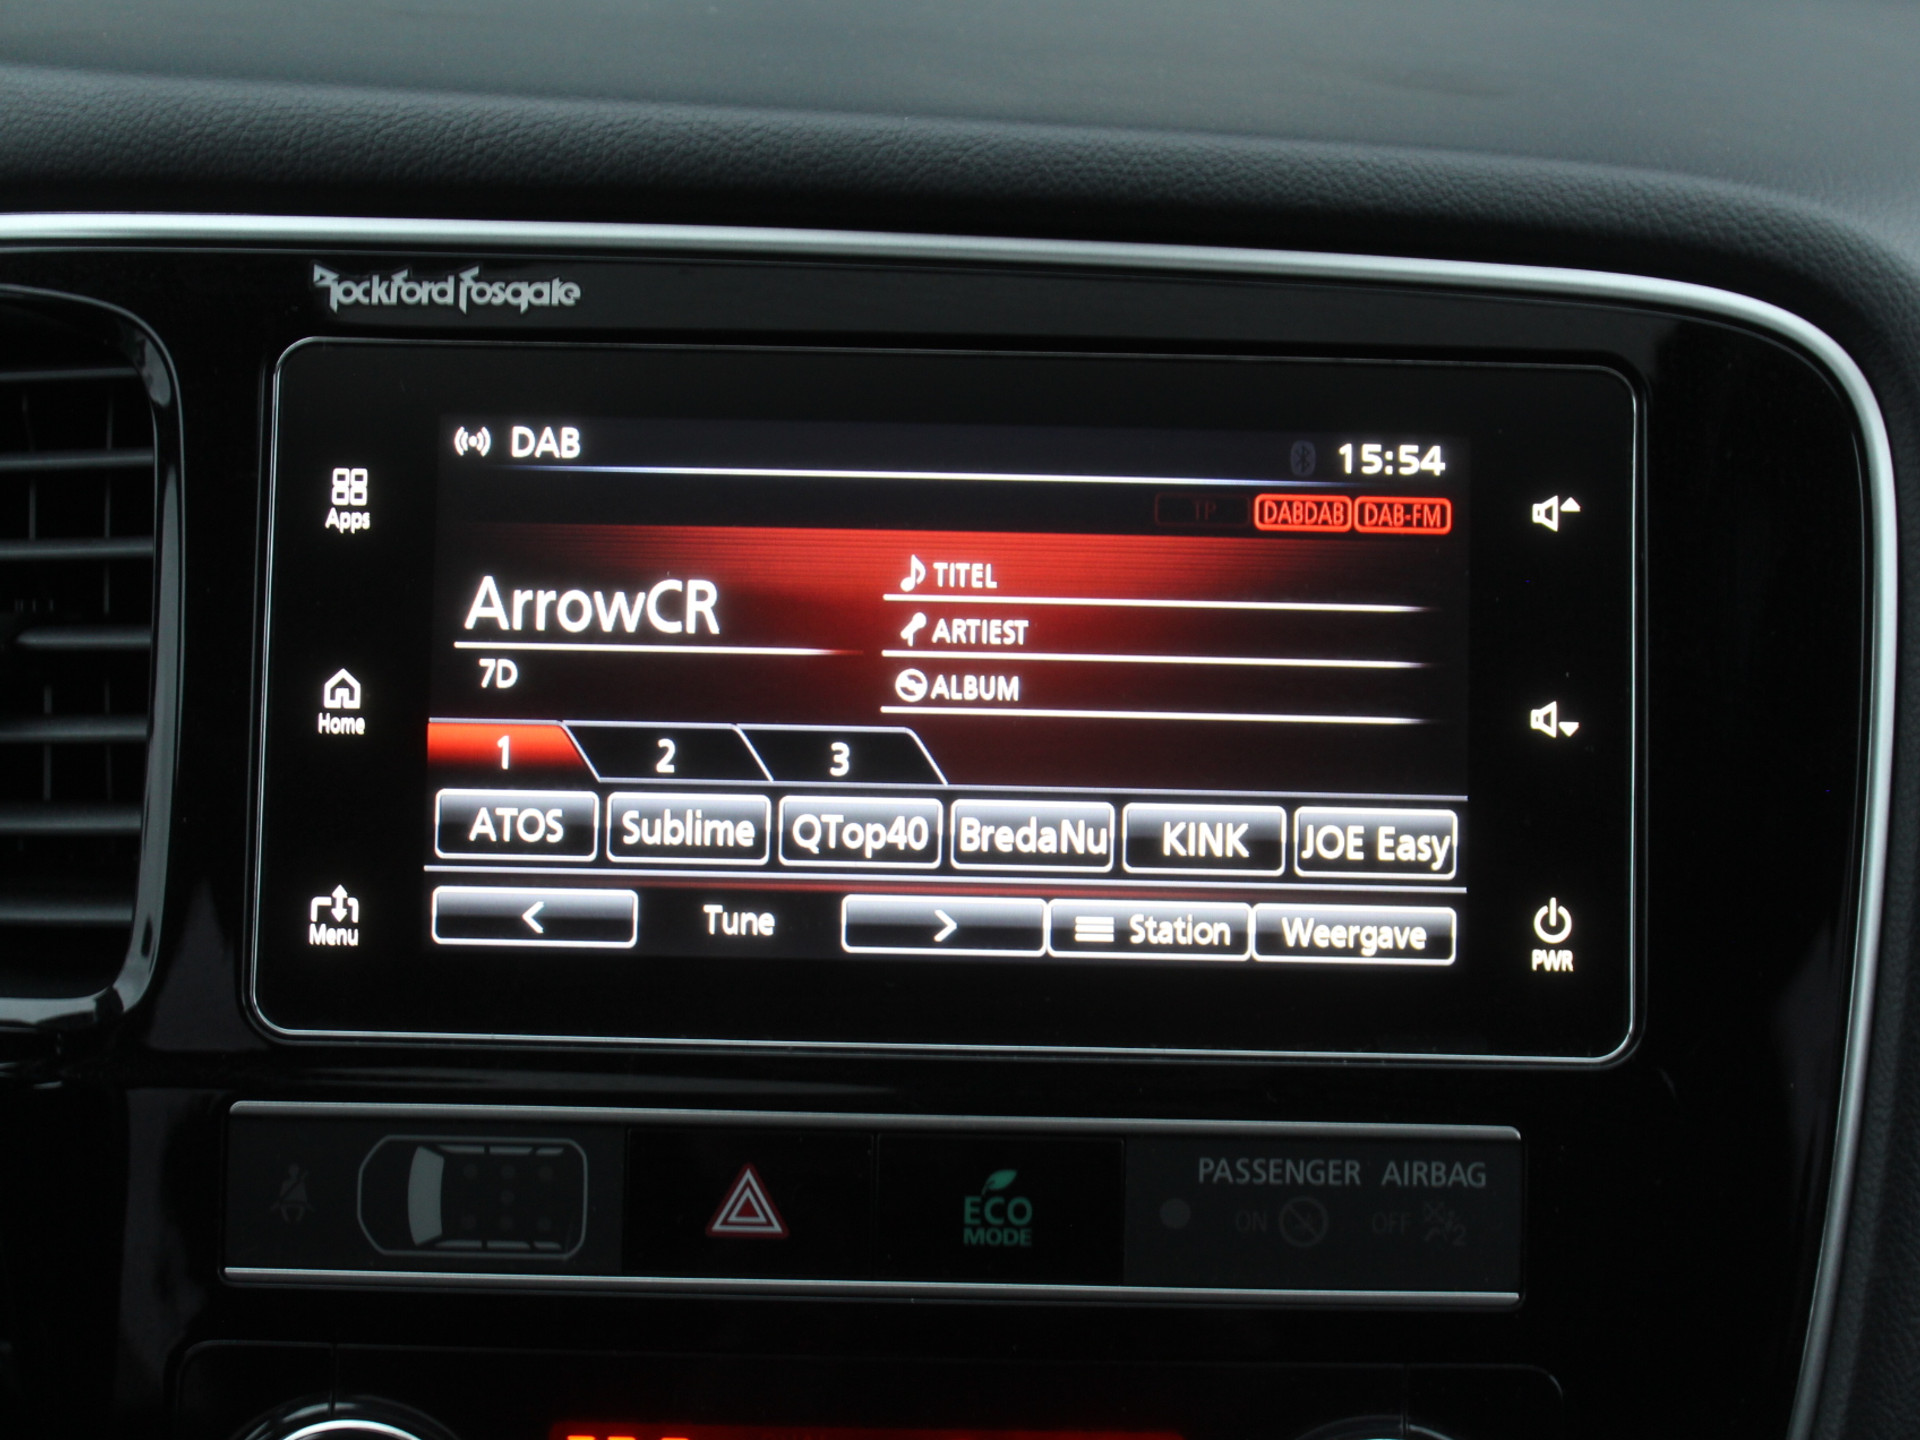 Rockford Fosgate
DAB 15:54
TP DABDAB DAB-FM
Apps
TITEL
ArrowCR
ARTIEST
7D
ALBUM
Home
1 2 3
ATOS Sublime QTop40 BredaNu KINK JOE Easy
< Tune > Station Weergave
Menu
PWR
PASSENGER AIRBAG
ECO
MODE
ON OFF